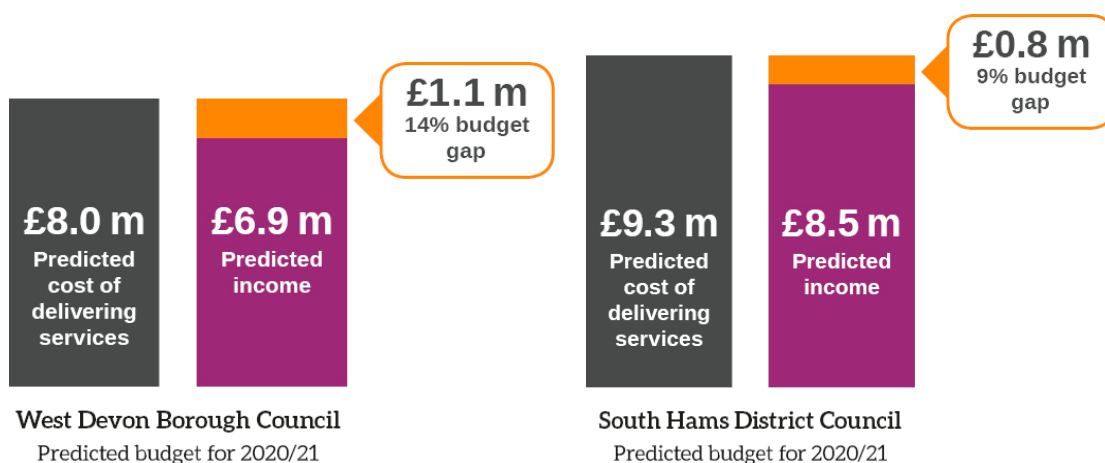 £1.1 m
14% budget
gap
£8.0 m
Predicted
cost of
delivering
services
£6.9 m
Predicted
income
West Devon Borough Council
Predicted budget for 2020/21
£0.8 m
9% budget
gap
£9.3 m
Predicted
cost of
delivering
services
£8.5 m
Predicted
income
South Hams District Council
Predicted budget for 2020/21